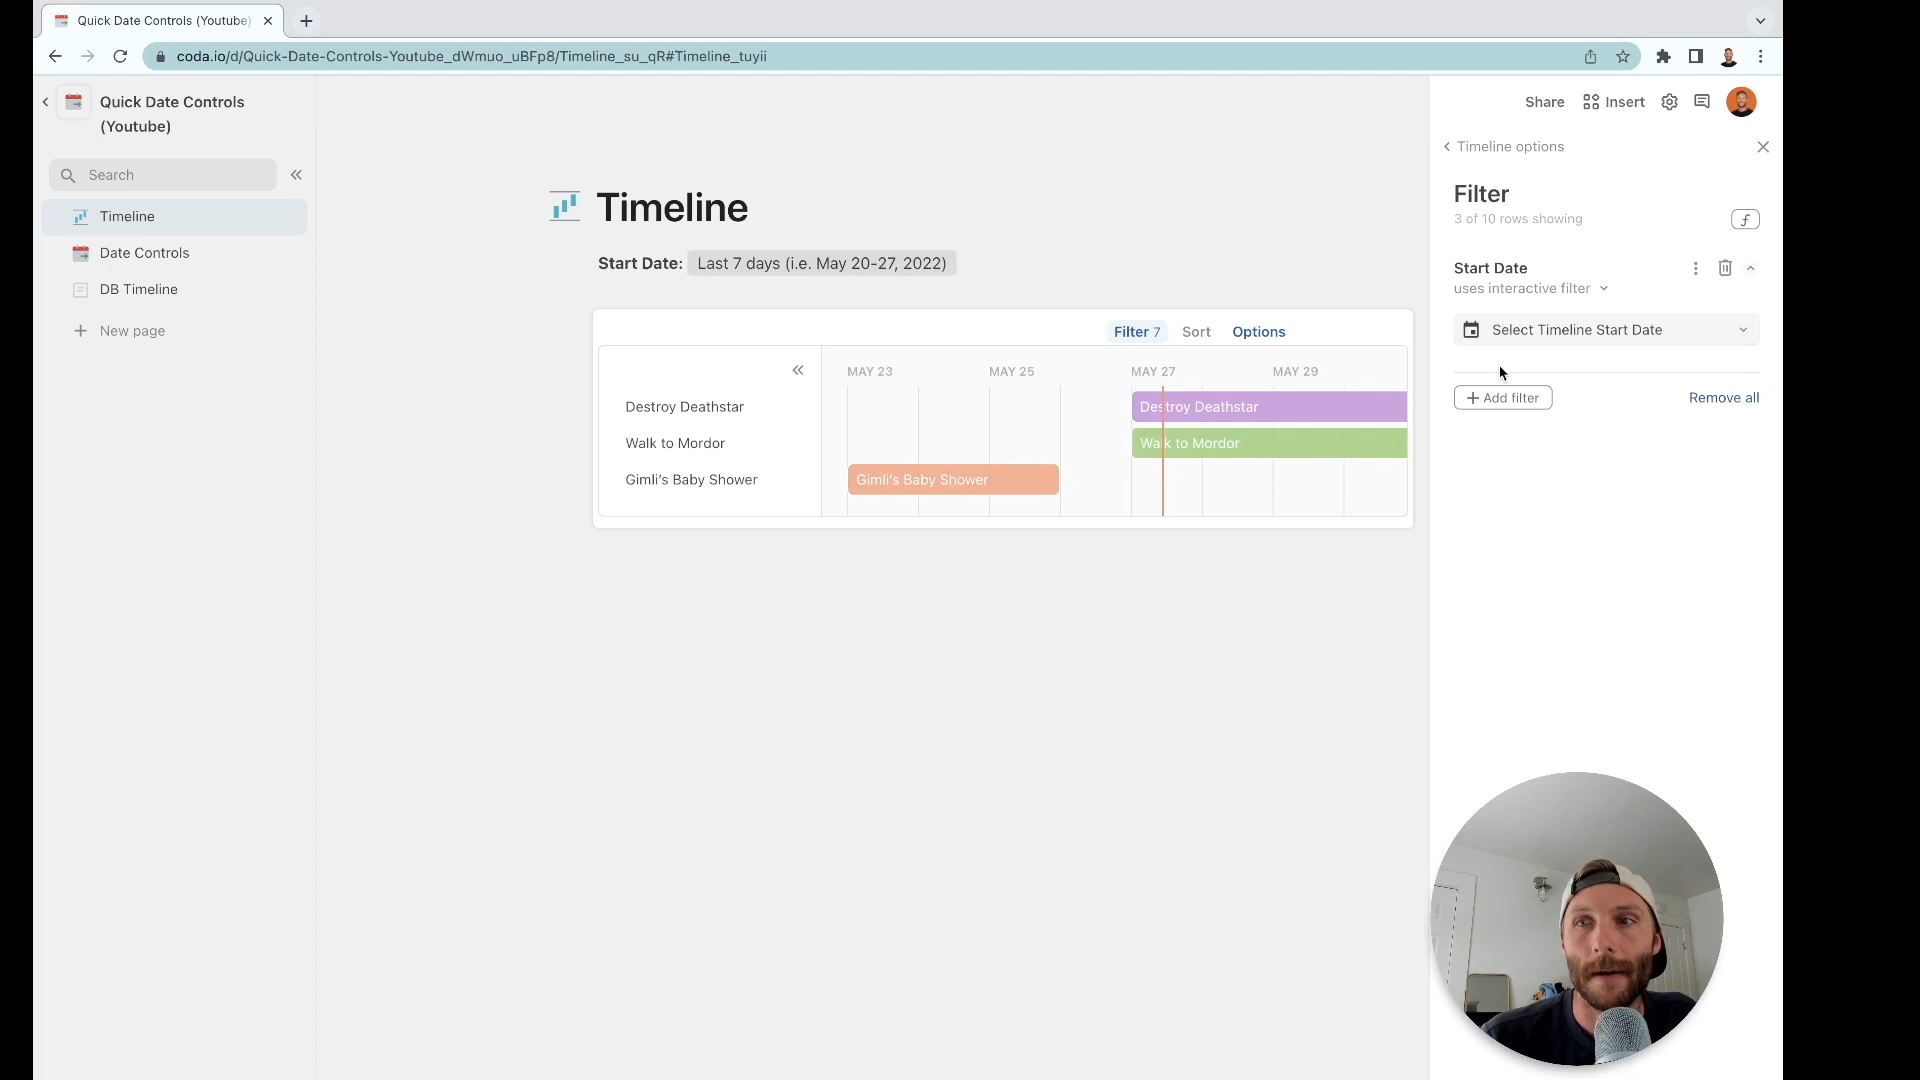 Quick Date Controls (Youtube)
coda.io/d/Quick-Date-Controls-Youtube_dWmuo_uBFp8/Timeline_su_qR#Timeline_tuyii
Quick Date Controls
(Youtube)
Search
Timeline
Date Controls
DB Timeline
New page
Timeline
Start Date: Last 7 days (i.e. May 20-27, 2022)
Filter 7 Sort Options
MAY 23 MAY 25 MAY 27 MAY 29
Destroy Deathstar Destroy Deathstar
Walk to Mordor Walk to Mordor
Gimli's Baby Shower Gimli's Baby Shower
Share Insert
Timeline options
Filter
3 of 10 rows showing
Start Date
uses interactive filter
Select Timeline Start Date
Add filter Remove all